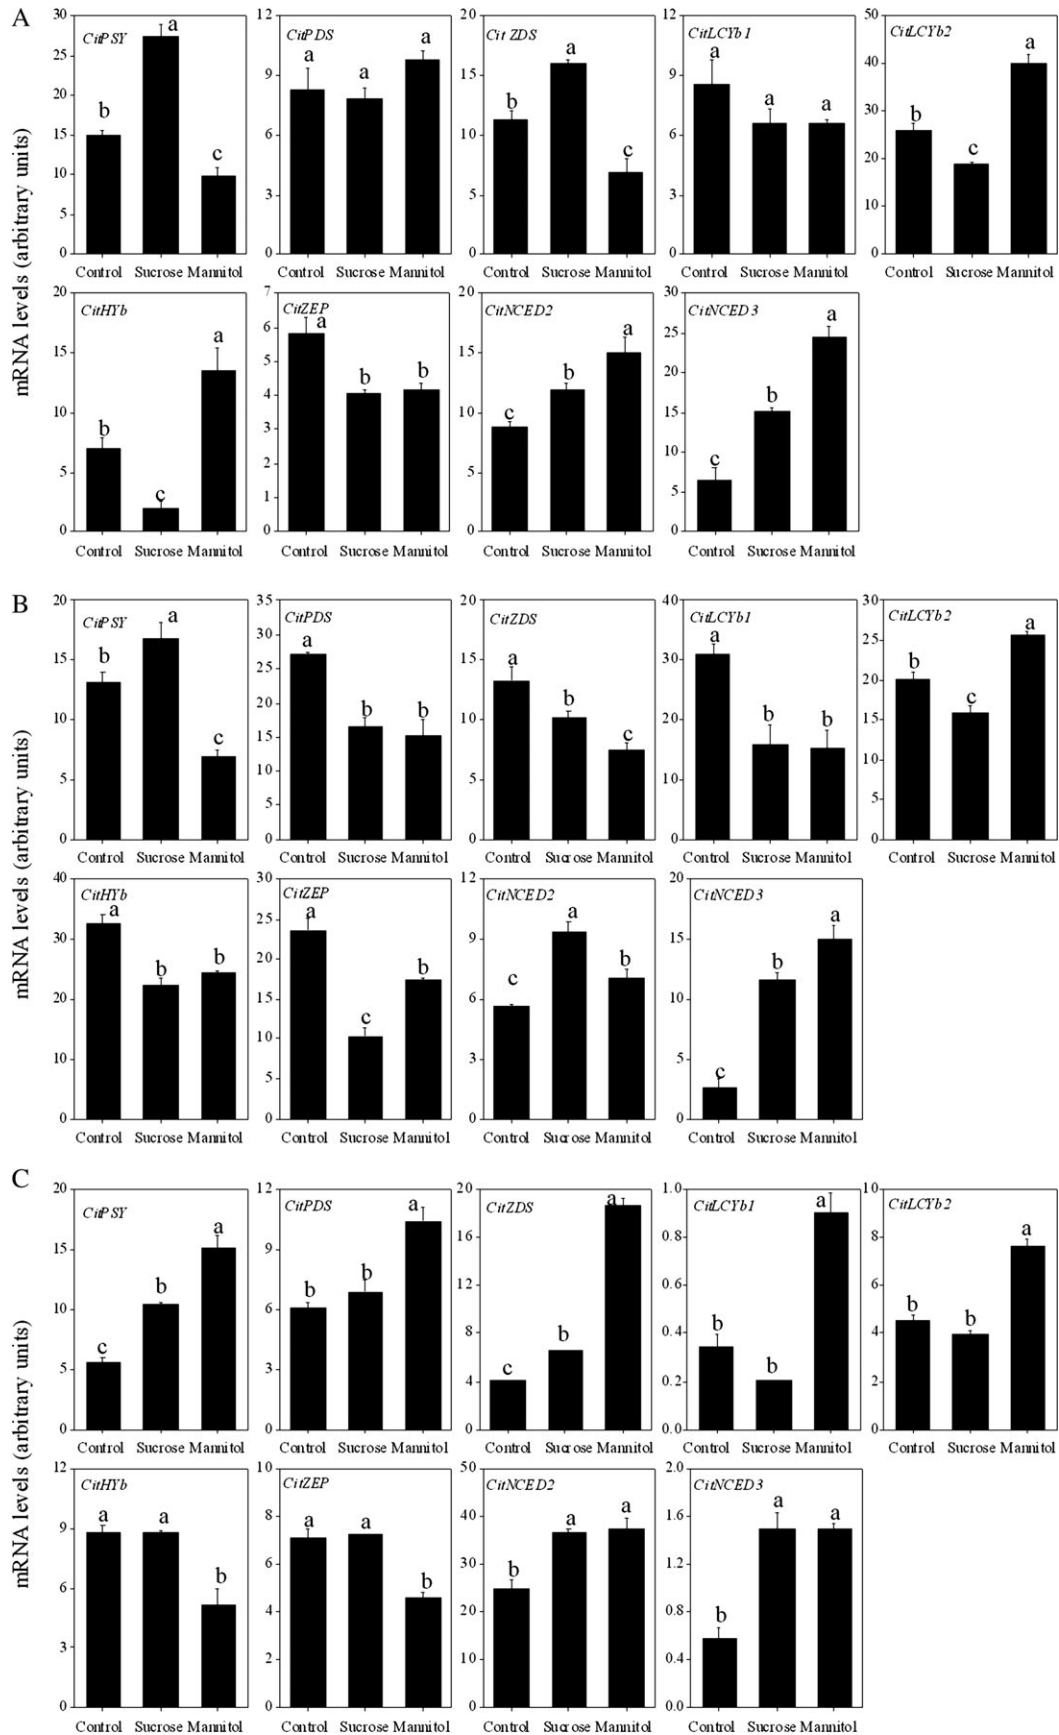 A
mRNA levels (arbitrary units)
CitPSY
30
25
20
15
10
5
0
b a c
Control Sucrose Mannitol
CitPDS
12
9
6
3
0
a a a
Control Sucrose Mannitol
Cit ZDS
20
15
10
5
0
b a c
Control Sucrose Mannitol
CitLCYb1
12
9
6
3
0
a a a
Control Sucrose Mannitol
CitLCYb2
50
40
30
20
10
0
b c a
Control Sucrose Mannitol
CitHYb
20
15
10
5
0
b c a
Control Sucrose Mannitol
CitZEP
7
6
5
4
3
2
1
0
a b b
Control Sucrose Mannitol
CitNCED2
20
15
10
5
0
c b a
Control Sucrose Mannitol
CitNCED3
30
25
20
15
10
5
0
c b a
Control Sucrose Mannitol
B
mRNA levels (arbitrary units)
CitPSY
20
15
10
5
0
b a c
Control Sucrose Mannitol
CitPDS
35
30
25
20
15
10
5
0
a b b
Control Sucrose Mannitol
CitZDS
20
15
10
5
0
a b c
Control Sucrose Mannitol
CitLCYb1
40
30
20
10
0
a b b
Control Sucrose Mannitol
CitLCYb2
30
25
20
15
10
5
0
b c a
Control Sucrose Mannitol
CitHYb
40
30
20
10
0
a b b
Control Sucrose Mannitol
CitZEP
30
25
20
15
10
5
0
a c b
Control Sucrose Mannitol
CitNCED2
12
9
6
3
0
c a b
Control Sucrose Mannitol
CitNCED3
20
15
10
5
0
c b a
Control Sucrose Mannitol
C
mRNA levels (arbitrary units)
CitPSY
20
15
10
5
0
c b a
Control Sucrose Mannitol
CitPDS
12
9
6
3
0
b b a
Control Sucrose Mannitol
CitZDS
20
16
12
8
4
0
c b a
Control Sucrose Mannitol
CitLCYb1
1.0
0.8
0.6
0.4
0.2
0.0
b b a
Control Sucrose Mannitol
CitLCYb2
10
8
6
4
2
0
b b a
Control Sucrose Mannitol
CitHYb
12
9
6
3
0
a a b
Control Sucrose Mannitol
CitZEP
10
8
6
4
2
0
a a b
Control Sucrose Mannitol
CitNCED2
50
40
30
20
10
0
b a a
Control Sucrose Mannitol
CitNCED3
2.0
1.6
1.2
0.8
0.4
0.0
b a a
Control Sucrose Mannitol